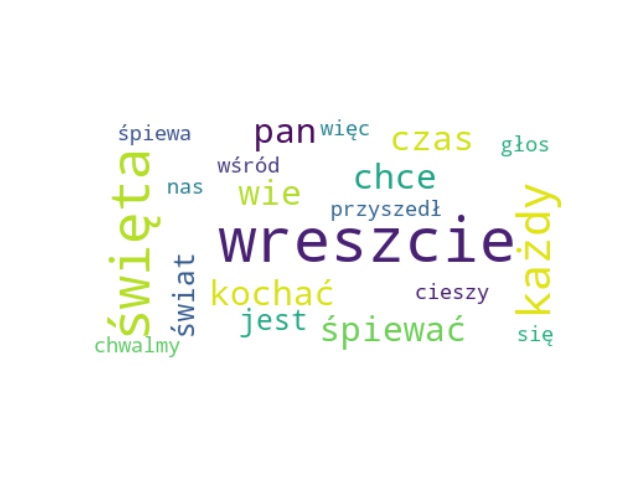 śpiewa
pan
więc
czas
głos
święta
wśród
nas
wie
chce
przyszedł
każdy
wreszcie
świat
kochać
cieszy
jest
śpiewać
się
chwalmy